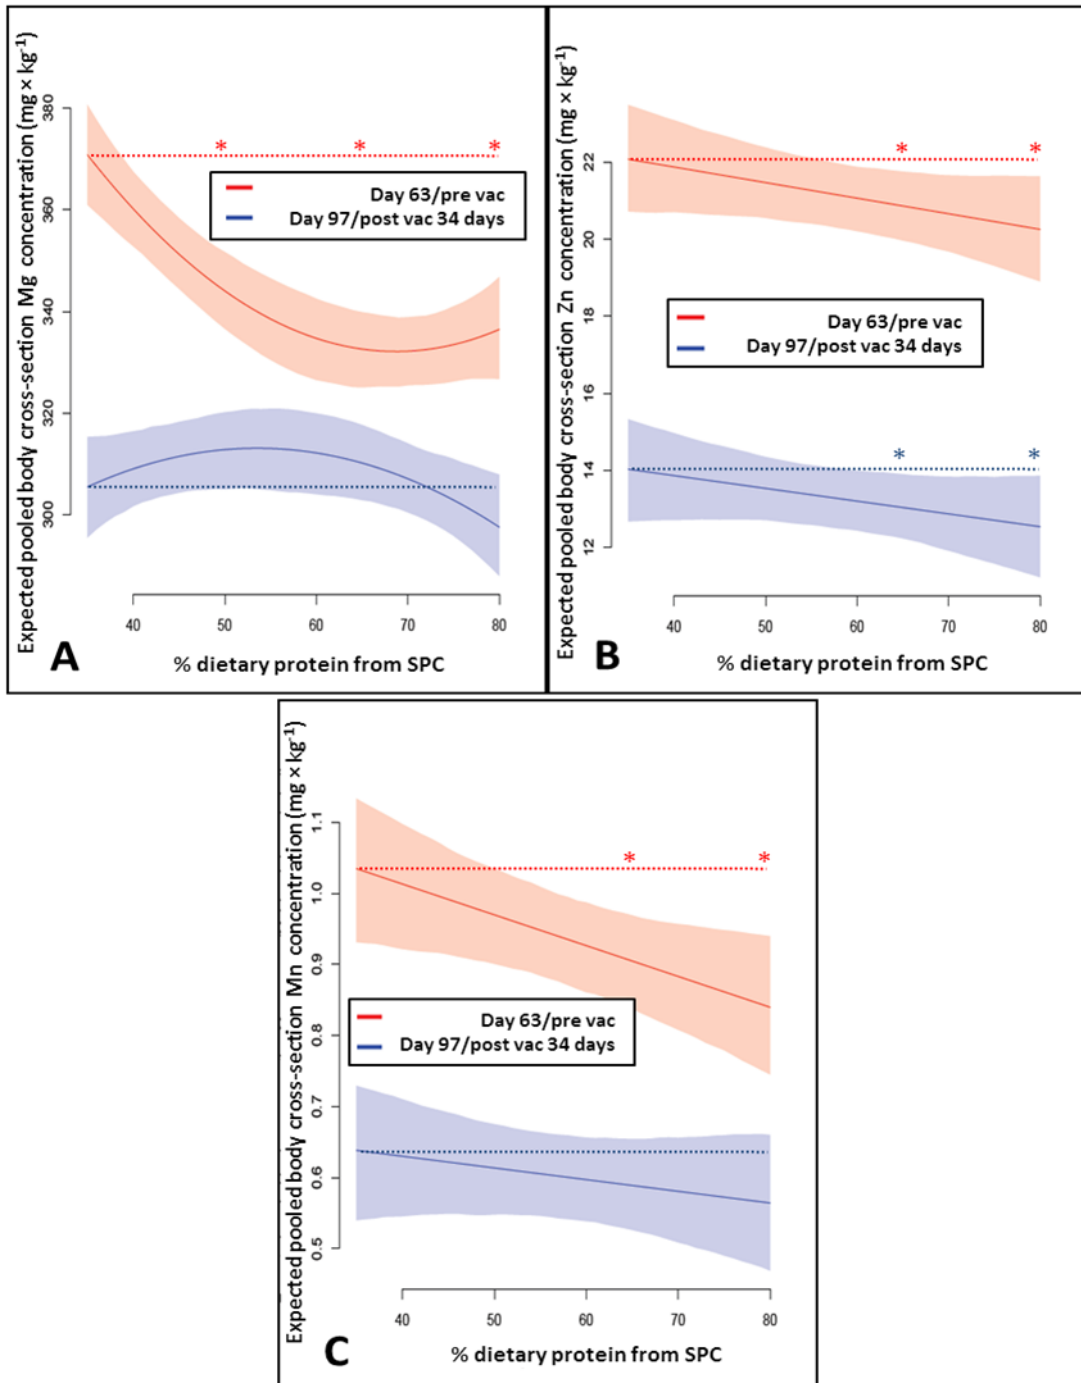 Expected pooled body cross-section Mg concentration (mg × kg-1)
380
360
340
320
300
* * *
Day 63/pre vac
Day 97/post vac 34 days
40 50 60 70 80
A
% dietary protein from SPC
Expected pooled body cross-section Zn concentration (mg × kg-1)
22
20
18
16
14
12
* *
Day 63/pre vac
Day 97/post vac 34 days
* *
40 50 60 70 80
B
% dietary protein from SPC
Expected pooled body cross-section Mn concentration (mg × kg-1)
1.1
1.0
0.9
0.8
0.7
0.6
0.5
* *
Day 63/pre vac
Day 97/post vac 34 days
40 50 60 70 80
C
% dietary protein from SPC